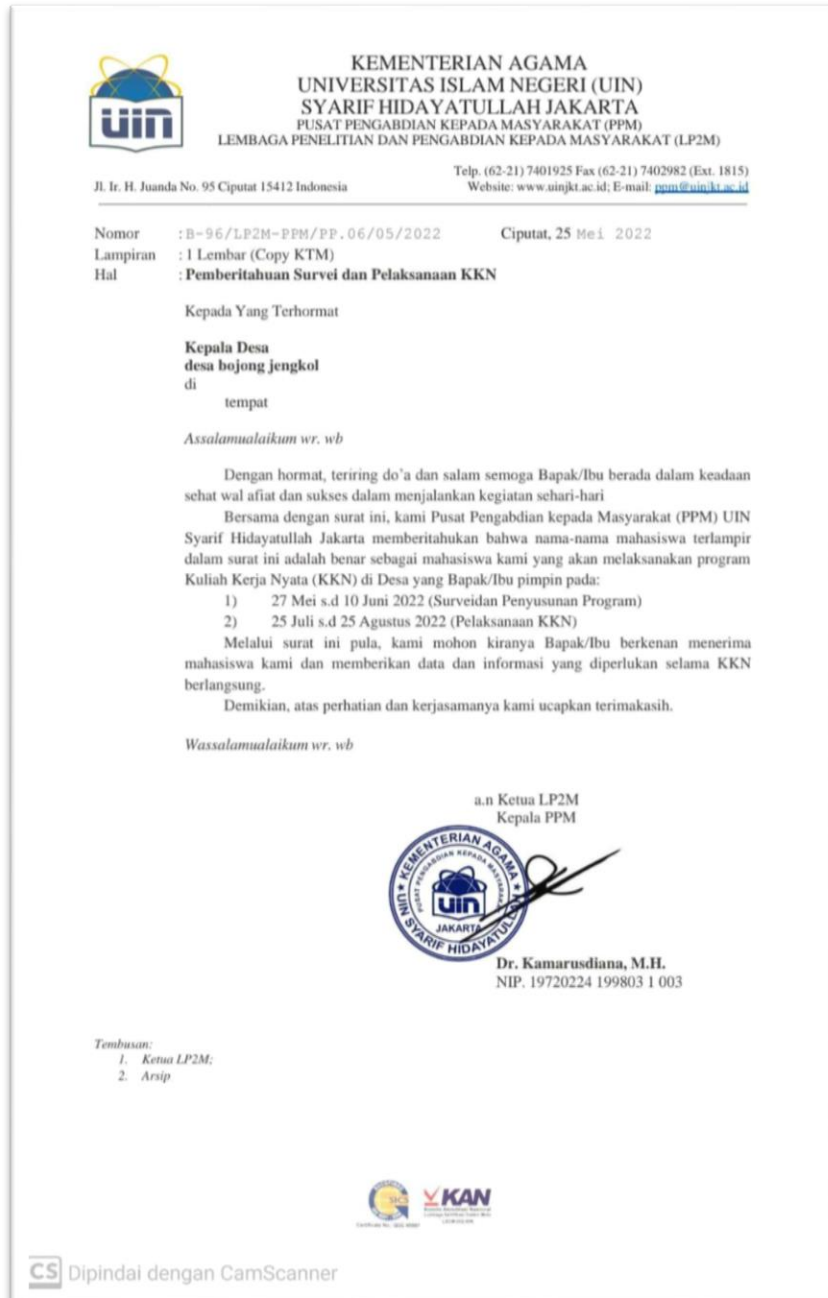 KEMENTERIAN AGAMA
UNIVERSITAS ISLAM NEGERI (UIN)
SYARIF HIDAYATULLAH JAKARTA
PUSAT PENGABDIAN KEPADA MASYARAKAT (PPM)
LEMBAGA PENELITIAN DAN PENGABDIAN KEPADA MASYARAKAT (LP2M)
uin
Telp. (62-21) 7401925 Fax (62-21) 7402982 (Ext. 1815)
Jl. Ir. H. Juanda No. 95 Ciputat 15412 Indonesia Website: www.uinjkt.ac.id; E-mail: ppm@uinjkt.ac.id
Nomor :B-96/LP2M-PPM/PP.06/05/2022 Ciputat, 25 Mei 2022
Lampiran : 1 Lembar (Copy KTM)
Hal : Pemberitahuan Survei dan Pelaksanaan KKN
Kepada Yang Terhormat
Kepala Desa
desa bojong jengkol
di
tempat
Assalamualaikum wr. wb
Dengan hormat, teriring do'a dan salam semoga Bapak/Ibu berada dalam keadaan
sehat wal afiat dan sukses dalam menjalankan kegiatan sehari-hari
Bersama dengan surat ini, kami Pusat Pengabdian kepada Masyarakat (PPM) UIN
Syarif Hidayatullah Jakarta memberitahukan bahwa nama-nama mahasiswa terlampir
dalam surat ini adalah benar sebagai mahasiswa kami yang akan melaksanakan program
Kuliah Kerja Nyata (KKN) di Desa yang Bapak/Ibu pimpin pada:
1) 27 Mei s.d 10 Juni 2022 (Surveidan Penyusunan Program)
2) 25 Juli s.d 25 Agustus 2022 (Pelaksanaan KKN)
Melalui surat ini pula, kami mohon kiranya Bapak/Ibu berkenan menerima
mahasiswa kami dan memberikan data dan informasi yang diperlukan selama KKN
berlangsung.
Demikian, atas perhatian dan kerjasamanya kami ucapkan terimakasih.
Wassalamualaikum wr. wb
a.n Ketua LP2M
Kepala PPM
KEMENTERIAN AGAMA
PUSAT PENGABDIAN KEPADA MASYARAKAT
uin
JAKARTA
UIN SYARIF HIDAYATULLAH
Dr. Kamarusdiana, M.H.
NIP. 19720224 199803 1 003
Tembusan:
1. Ketua LP2M;
2. Arsip
KAN
CS Dipindai dengan CamScanner